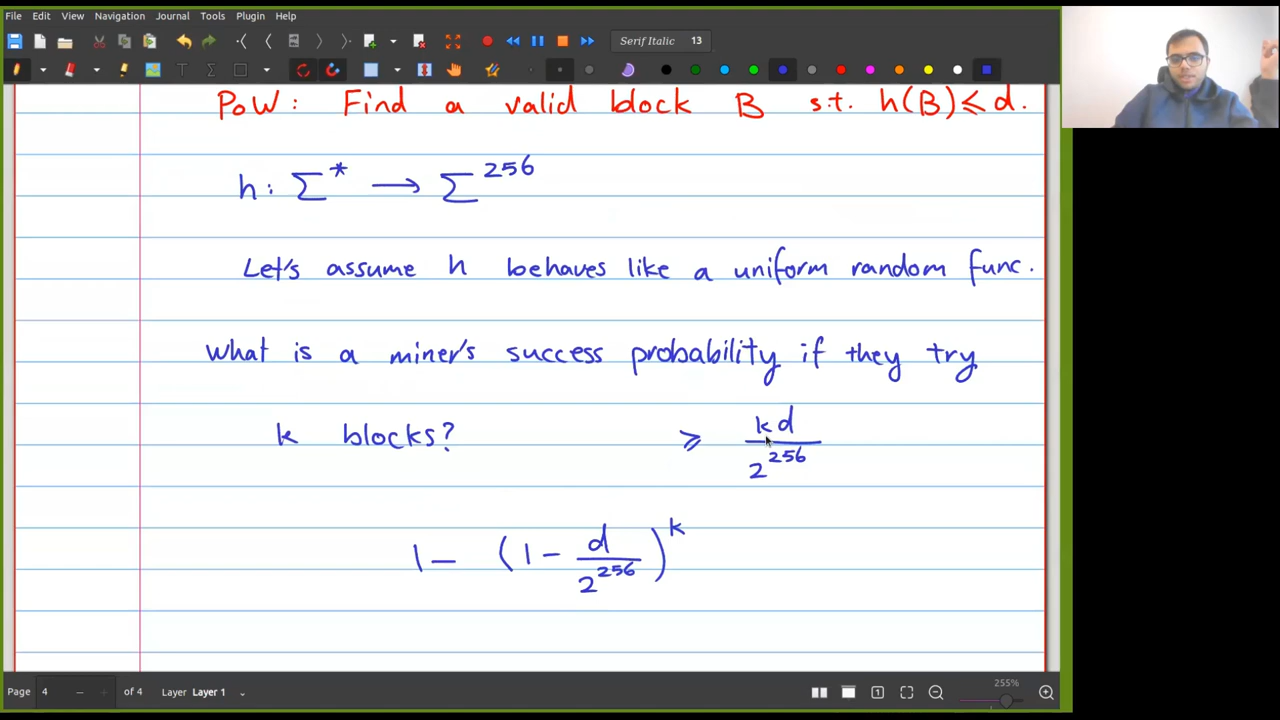 File Edit View Navigation Journal Tools Plugin Help
Serif Italic 13
PoW: Find a valid block B s.t. h(B)≤d.
h: Σ* → Σ^256
Let's assume h behaves like a uniform random func.
What is a miner's success probability if they try
k blocks? ≥ kd/2^256
1 - (1 - d/2^256)^k
Page 4 of 4 Layer Layer 1 255%